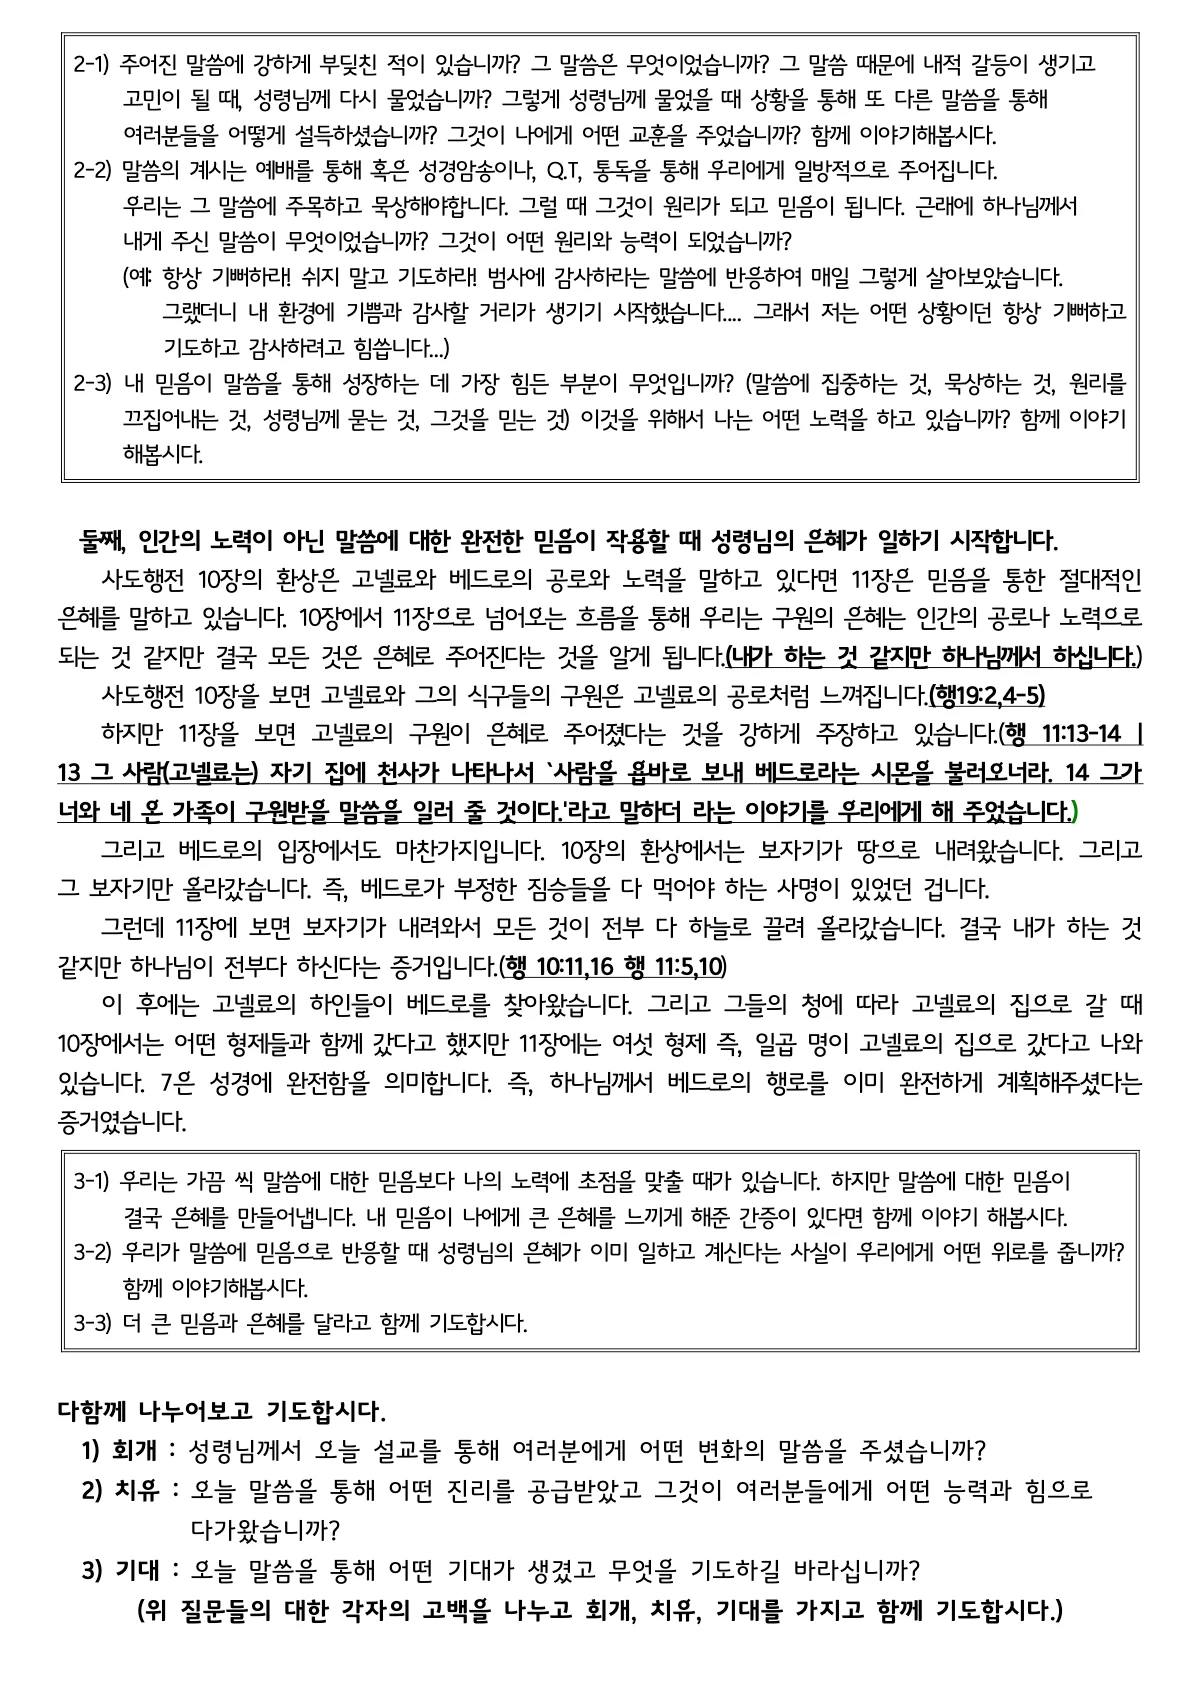 2-1) 주어진 말씀에 강하게 부딪친 적이 있습니까? 그 말씀은 무엇이었습니까? 그 말씀 때문에 내적 갈등이 생기고
고민이 될 때, 성령님께 다시 물었습니까? 그렇게 성령님께 물었을 때 상황을 통해 또 다른 말씀을 통해
여러분들을 어떻게 설득하셨습니까? 그것이 나에게 어떤 교훈을 주었습니까? 함께 이야기해봅시다.
2-2) 말씀의 계시는 예배를 통해 혹은 성경암송이나, Q.T, 통독을 통해 우리에게 일방적으로 주어집니다.
우리는 그 말씀에 주목하고 묵상해야합니다. 그럴 때 그것이 원리가 되고 믿음이 됩니다. 근래에 하나님께서
내게 주신 말씀이 무엇이었습니까? 그것이 어떤 원리와 능력이 되었습니까?
(예: 항상 기뻐하라! 쉬지 말고 기도하라! 범사에 감사하라는 말씀에 반응하여 매일 그렇게 살아보았습니다.
그랬더니 내 환경에 기쁨과 감사할 거리가 생기기 시작했습니다.... 그래서 저는 어떤 상황이던 항상 기뻐하고
기도하고 감사하려고 힘씁니다...)
2-3) 내 믿음이 말씀을 통해 성장하는 데 가장 힘든 부분이 무엇입니까? (말씀에 집중하는 것, 묵상하는 것, 원리를
끄집어내는 것, 성령님께 묻는 것, 그것을 믿는 것) 이것을 위해서 나는 어떤 노력을 하고 있습니까? 함께 이야기
해봅시다.
둘째, 인간의 노력이 아닌 말씀에 대한 완전한 믿음이 작용할 때 성령님의 은혜가 일하기 시작합니다.
사도행전 10장의 환상은 고넬료와 베드로의 공로와 노력을 말하고 있다면 11장은 믿음을 통한 절대적인
은혜를 말하고 있습니다. 10장에서 11장으로 넘어오는 흐름을 통해 우리는 구원의 은혜는 인간의 공로나 노력으로
되는 것 같지만 결국 모든 것은 은혜로 주어진다는 것을 알게 됩니다.(내가 하는 것 같지만 하나님께서 하십니다.)
사도행전 10장을 보면 고넬료와 그의 식구들의 구원은 고넬료의 공로처럼 느껴집니다.(행19:2,4-5)
하지만 11장을 보면 고넬료의 구원이 은혜로 주어졌다는 것을 강하게 주장하고 있습니다.(행 11:13-14 |
13 그 사람(고넬료는) 자기 집에 천사가 나타나서 `사람을 욥바로 보내 베드로라는 시몬을 불러오너라. 14 그가
너와 네 온 가족이 구원받을 말씀을 일러 줄 것이다.'라고 말하더 라는 이야기를 우리에게 해 주었습니다.)
그리고 베드로의 입장에서도 마찬가지입니다. 10장의 환상에서는 보자기가 땅으로 내려왔습니다. 그리고
그 보자기만 올라갔습니다. 즉, 베드로가 부정한 짐승들을 다 먹어야 하는 사명이 있었던 겁니다.
그런데 11장에 보면 보자기가 내려와서 모든 것이 전부 다 하늘로 끌려 올라갔습니다. 결국 내가 하는 것
같지만 하나님이 전부다 하신다는 증거입니다.(행 10:11,16 행 11:5,10)
이 후에는 고넬료의 하인들이 베드로를 찾아왔습니다. 그리고 그들의 청에 따라 고넬료의 집으로 갈 때
10장에서는 어떤 형제들과 함께 갔다고 했지만 11장에는 여섯 형제 즉, 일곱 명이 고넬료의 집으로 갔다고 나와
있습니다. 7은 성경에 완전함을 의미합니다. 즉, 하나님께서 베드로의 행로를 이미 완전하게 계획해주셨다는
증거였습니다.
3-1) 우리는 가끔 씩 말씀에 대한 믿음보다 나의 노력에 초점을 맞출 때가 있습니다. 하지만 말씀에 대한 믿음이
결국 은혜를 만들어냅니다. 내 믿음이 나에게 큰 은혜를 느끼게 해준 간증이 있다면 함께 이야기 해봅시다.
3-2) 우리가 말씀에 믿음으로 반응할 때 성령님의 은혜가 이미 일하고 계신다는 사실이 우리에게 어떤 위로를 줍니까?
함께 이야기해봅시다.
3-3) 더 큰 믿음과 은혜를 달라고 함께 기도합시다.
다함께 나누어보고 기도합시다.
1) 회개 : 성령님께서 오늘 설교를 통해 여러분에게 어떤 변화의 말씀을 주셨습니까?
2) 치유 : 오늘 말씀을 통해 어떤 진리를 공급받았고 그것이 여러분들에게 어떤 능력과 힘으로
다가왔습니까?
3) 기대 : 오늘 말씀을 통해 어떤 기대가 생겼고 무엇을 기도하길 바라십니까?
(위 질문들의 대한 각자의 고백을 나누고 회개, 치유, 기대를 가지고 함께 기도합시다.)